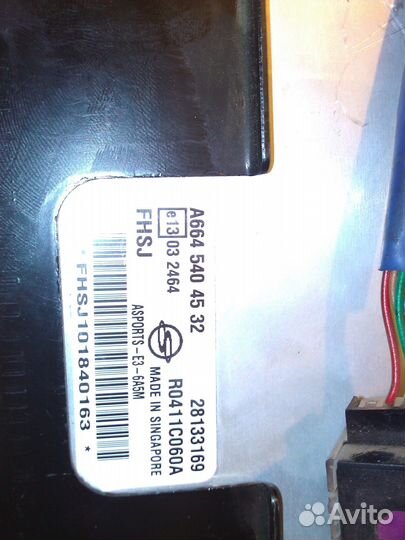 A664 540 45 32
28133169
e13 03 2464
R0411C060A
FHSJ
MADE IN SINGAPORE
ASPORTS-E3-6A5M
*FHSJ101840163*
Avito